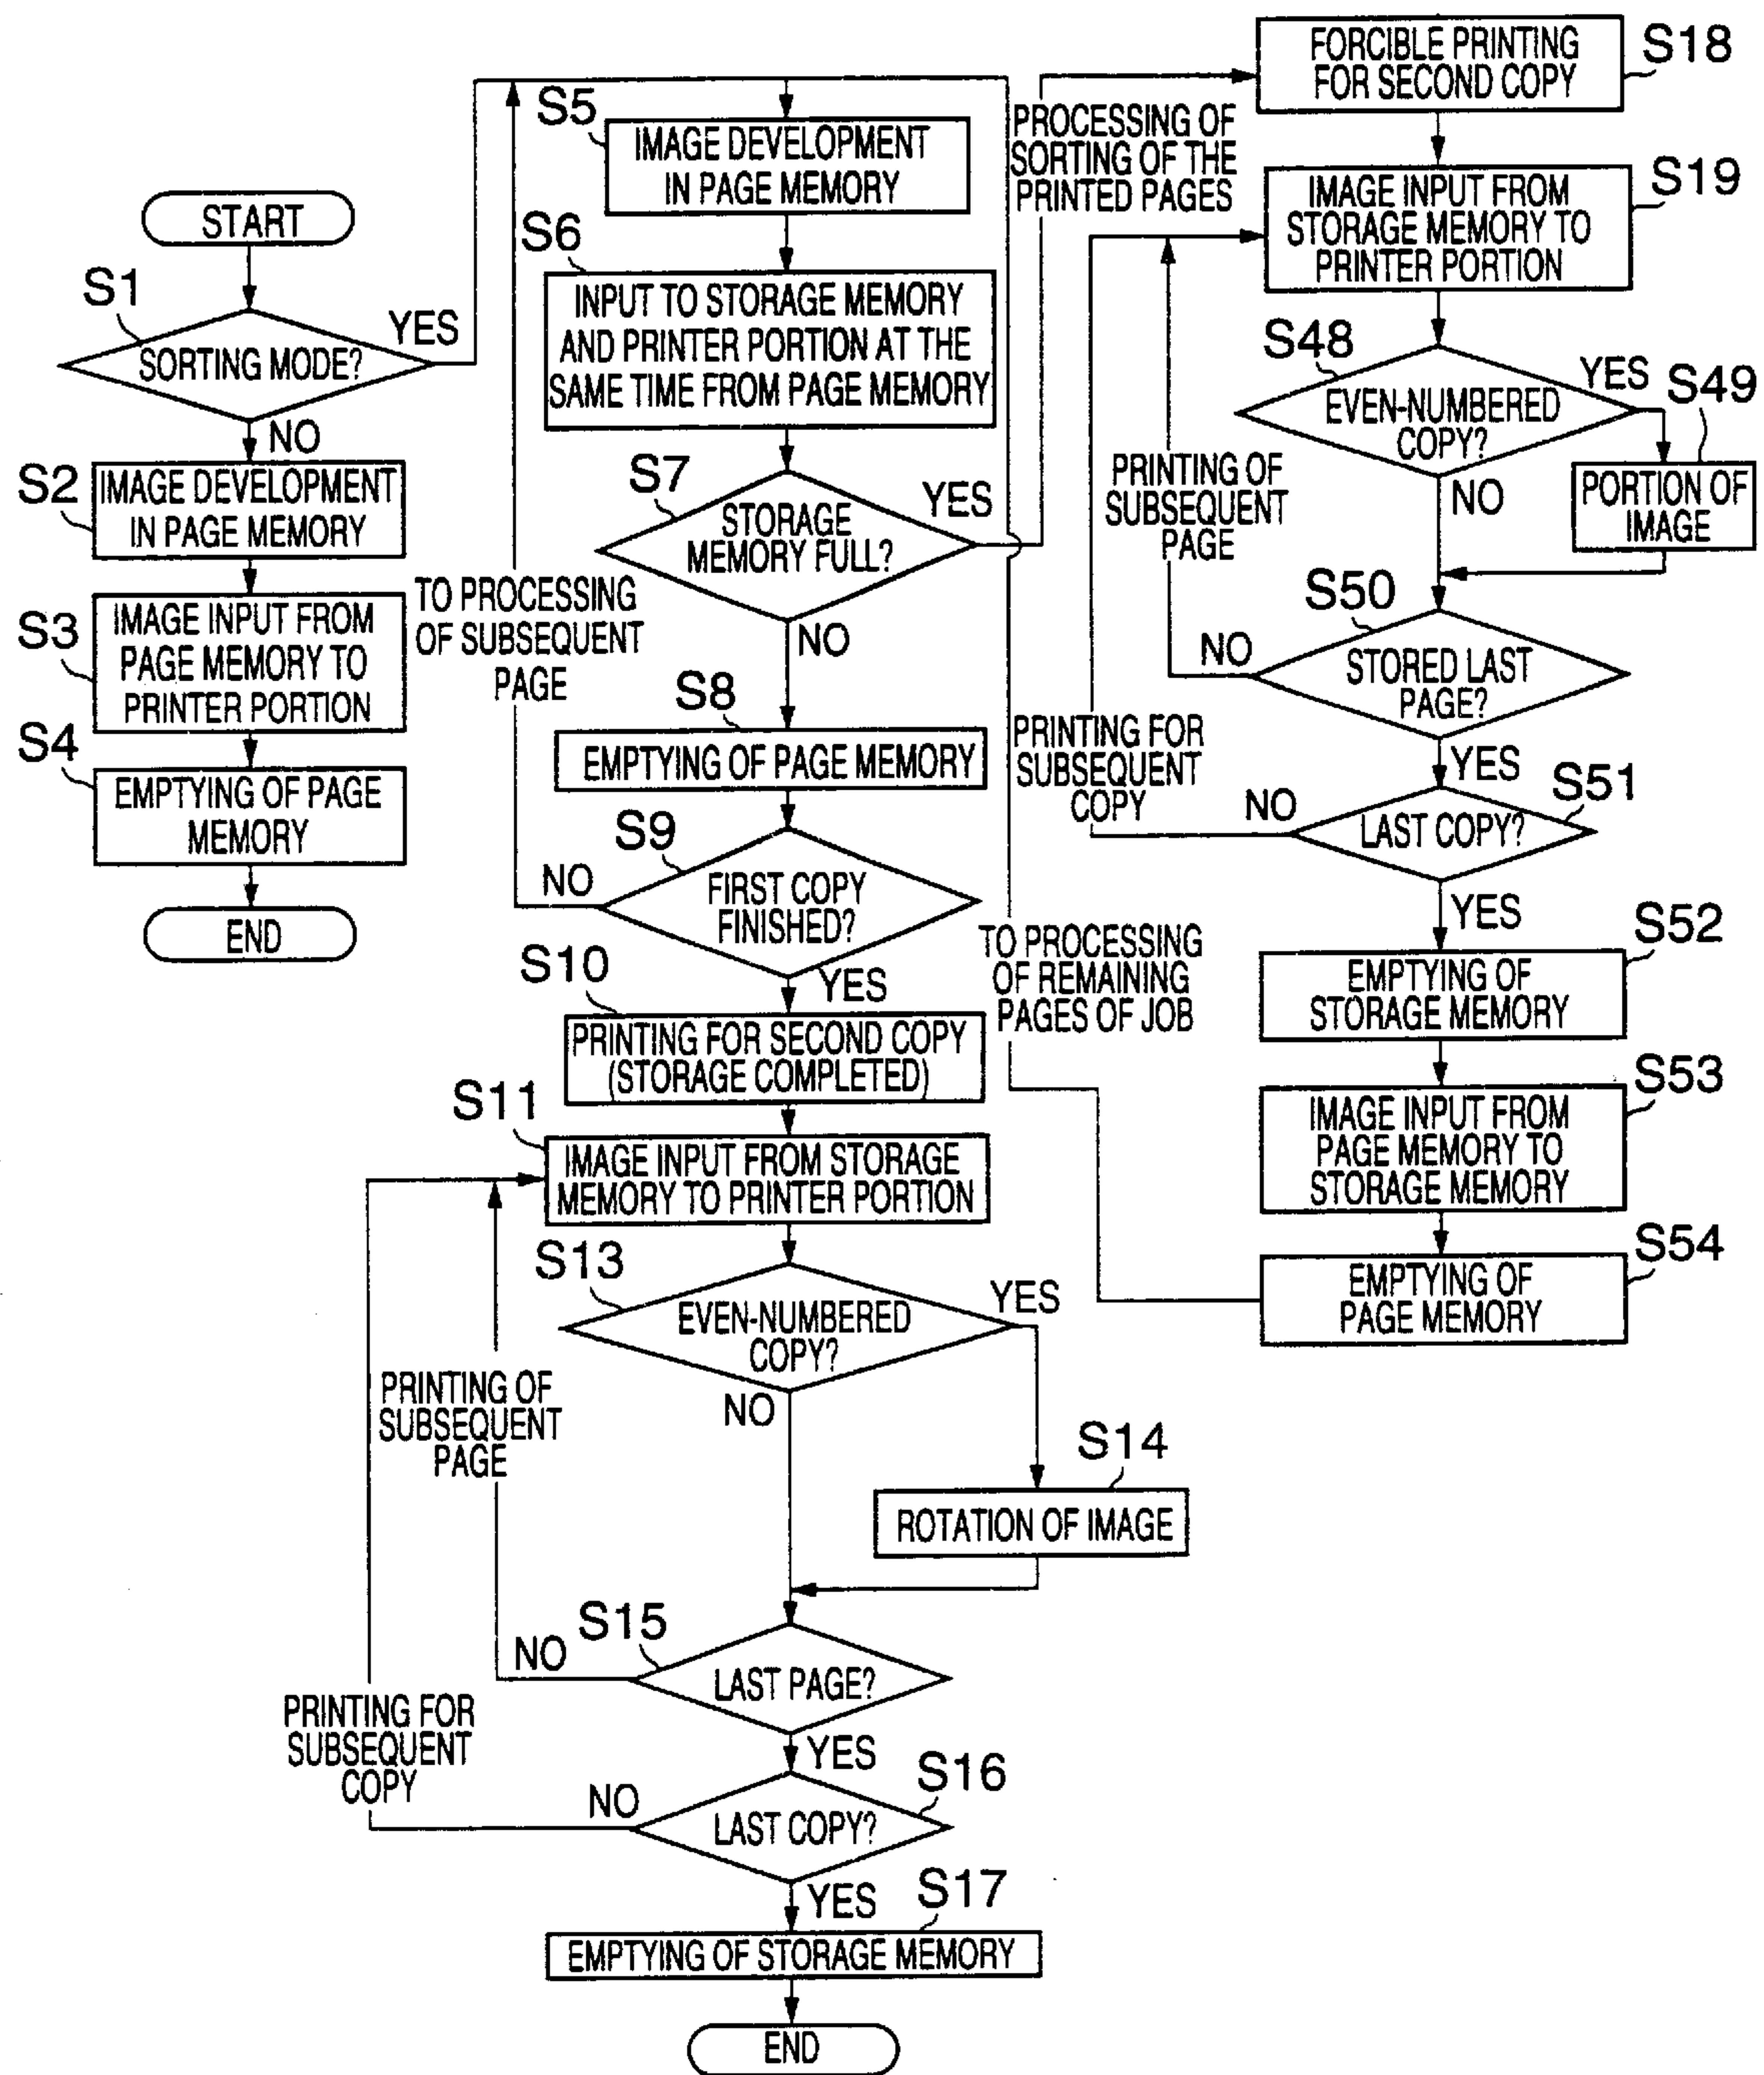 START
S1
SORTING MODE?
YES
NO
S2
IMAGE DEVELOPMENT
IN PAGE MEMORY
S3
IMAGE INPUT FROM
PAGE MEMORY TO
PRINTER PORTION
S4
EMPTYING OF PAGE
MEMORY
END
S5
IMAGE DEVELOPMENT
IN PAGE MEMORY
S6
INPUT TO STORAGE MEMORY
AND PRINTER PORTION AT THE
SAME TIME FROM PAGE MEMORY
S7
STORAGE
MEMORY FULL?
YES
NO
TO PROCESSING
OF SUBSEQUENT
PAGE
S8
EMPTYING OF PAGE MEMORY
S9
FIRST COPY
FINISHED?
NO
YES
S10
PRINTING FOR SECOND COPY
(STORAGE COMPLETED)
S11
IMAGE INPUT FROM STORAGE
MEMORY TO PRINTER PORTION
S13
EVEN-NUMBERED
COPY?
YES
NO
PRINTING OF
SUBSEQUENT
PAGE
S14
ROTATION OF IMAGE
S15
LAST PAGE?
NO
YES
PRINTING FOR
SUBSEQUENT
COPY
S16
LAST COPY?
NO
YES
S17
EMPTYING OF STORAGE MEMORY
END
PROCESSING OF
SORTING OF THE
PRINTED PAGES
S18
FORCIBLE PRINTING
FOR SECOND COPY
S19
IMAGE INPUT FROM
STORAGE MEMORY TO
PRINTER PORTION
S48
EVEN-NUMBERED
COPY?
YES
NO
S49
PORTION OF
IMAGE
PRINTING OF
SUBSEQUENT
PAGE
S50
STORED LAST
PAGE?
NO
YES
PRINTING FOR
SUBSEQUENT
COPY
S51
LAST COPY?
NO
YES
S52
EMPTYING OF
STORAGE MEMORY
S53
IMAGE INPUT FROM
PAGE MEMORY TO
STORAGE MEMORY
S54
EMPTYING OF
PAGE MEMORY
TO PROCESSING
OF REMAINING
PAGES OF JOB